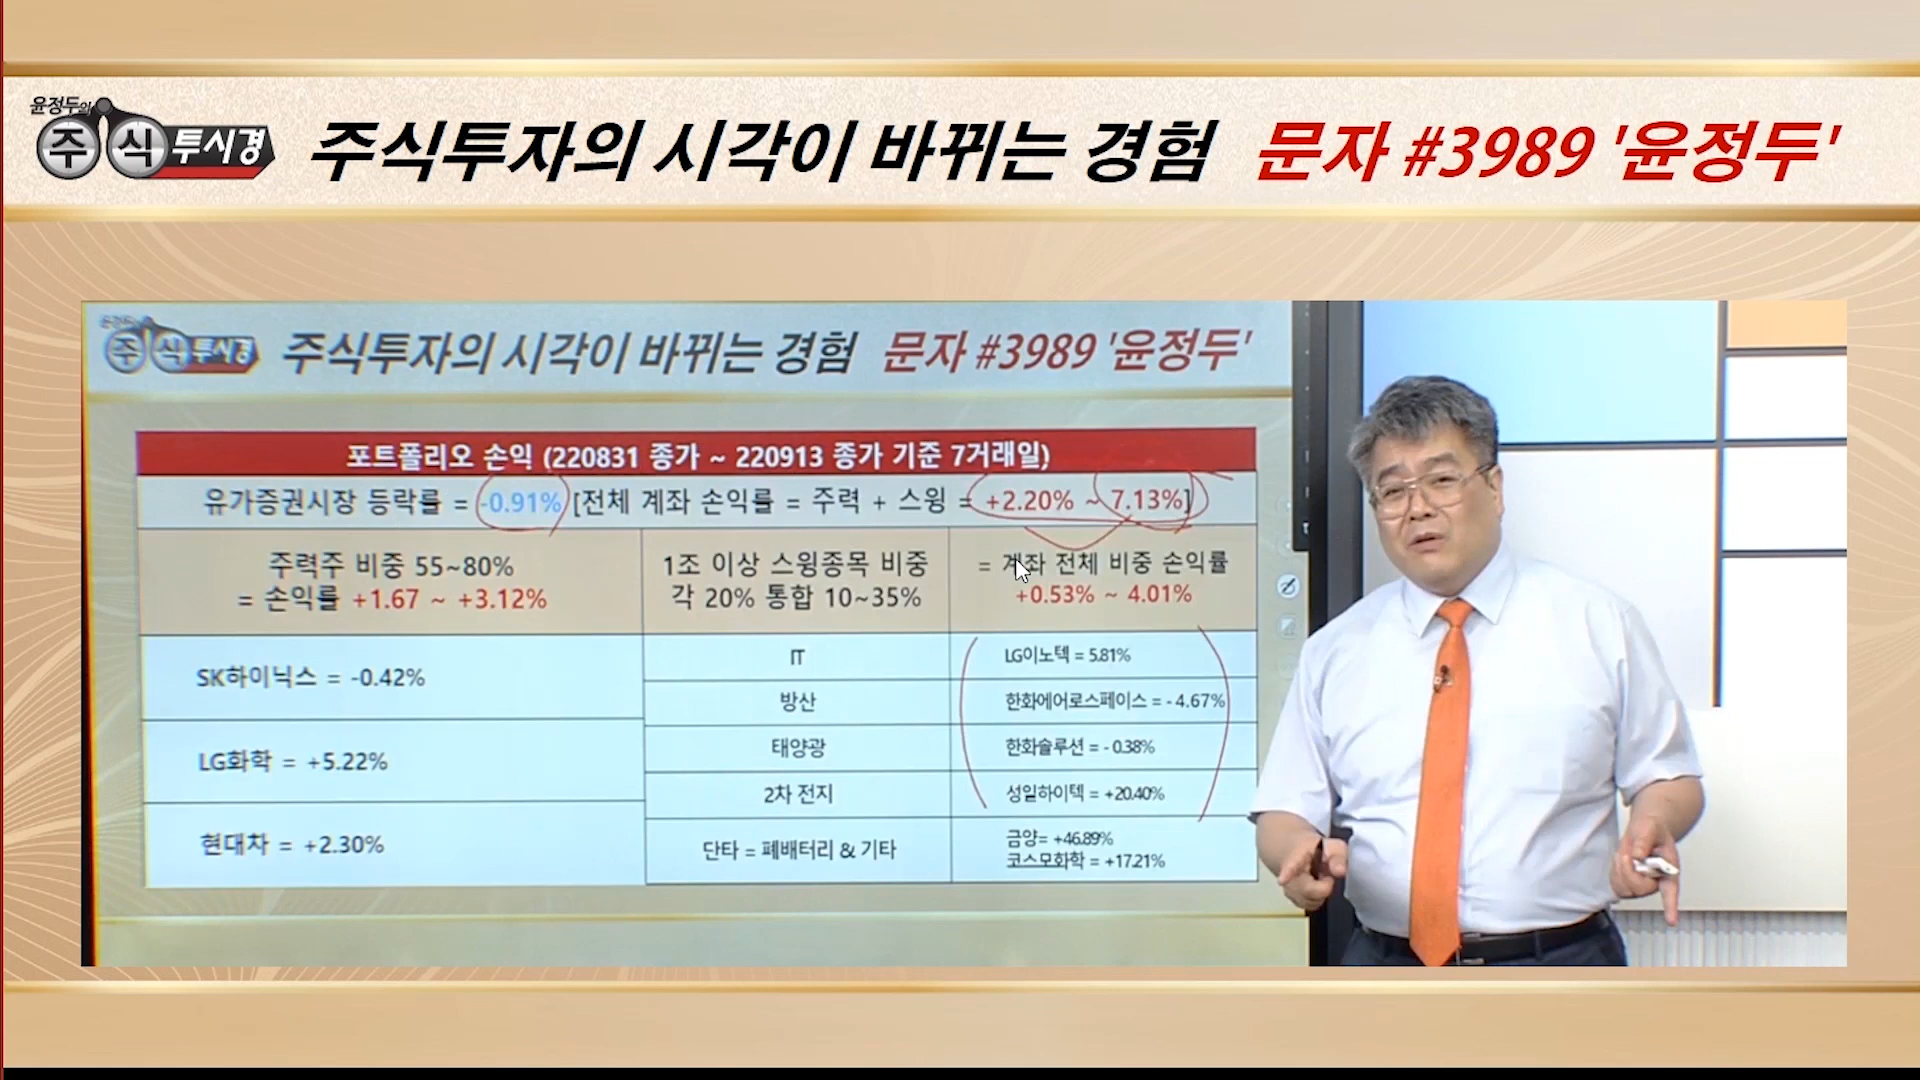 윤정두의
주식투시경
주식투자의 시각이 바뀌는 경험 문자 #3989 '윤정두'
윤정두의
주식투시경
주식투자의 시각이 바뀌는 경험 문자 #3989 '윤정두'
포트폴리오 손익 (220831 종가 ~ 220913 종가 기준 7거래일)
유가증권시장 등락률 = -0.91% [전체 계좌 손익률 = 주력 + 스윙 = +2.20% ~ 7.13%]
주력주 비중 55~80%
= 손익률 +1.67 ~ +3.12%
1조 이상 스윙종목 비중
각 20% 통합 10~35%
= 계좌 전체 비중 손익률
+0.53% ~ 4.01%
SK하이닉스 = -0.42%
LG화학 = +5.22%
현대차 = +2.30%
IT
LG이노텍 = 5.81%
방산
한화에어로스페이스 = - 4.67%
태양광
한화솔루션 = - 0.38%
2차 전지
성일하이텍 = +20.40%
단타 = 폐배터리 & 기타
금양= +46.89%
코스모화학 = +17.21%